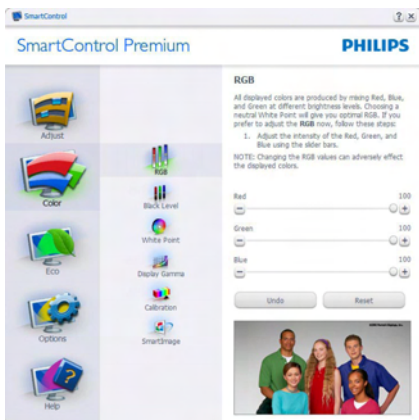 SmartControl
SmartControl Premium
PHILIPS
Adjust
Color
Eco
Options
Help
RGB
Black Level
White Point
Display Gamma
Calibration
SmartImage
RGB
All displayed colors are produced by mixing Red, Blue,
and Green at different brightness levels. Choosing a
neutral White Point will give you optimal RGB. If you
prefer to adjust the RGB now, follow these steps:
1. Adjust the intensity of the Red, Green, and
Blue using the slider bars.
NOTE: Changing the RGB values can adversely effect
the displayed colors.
Red 100
Green 100
Blue 100
Undo Reset